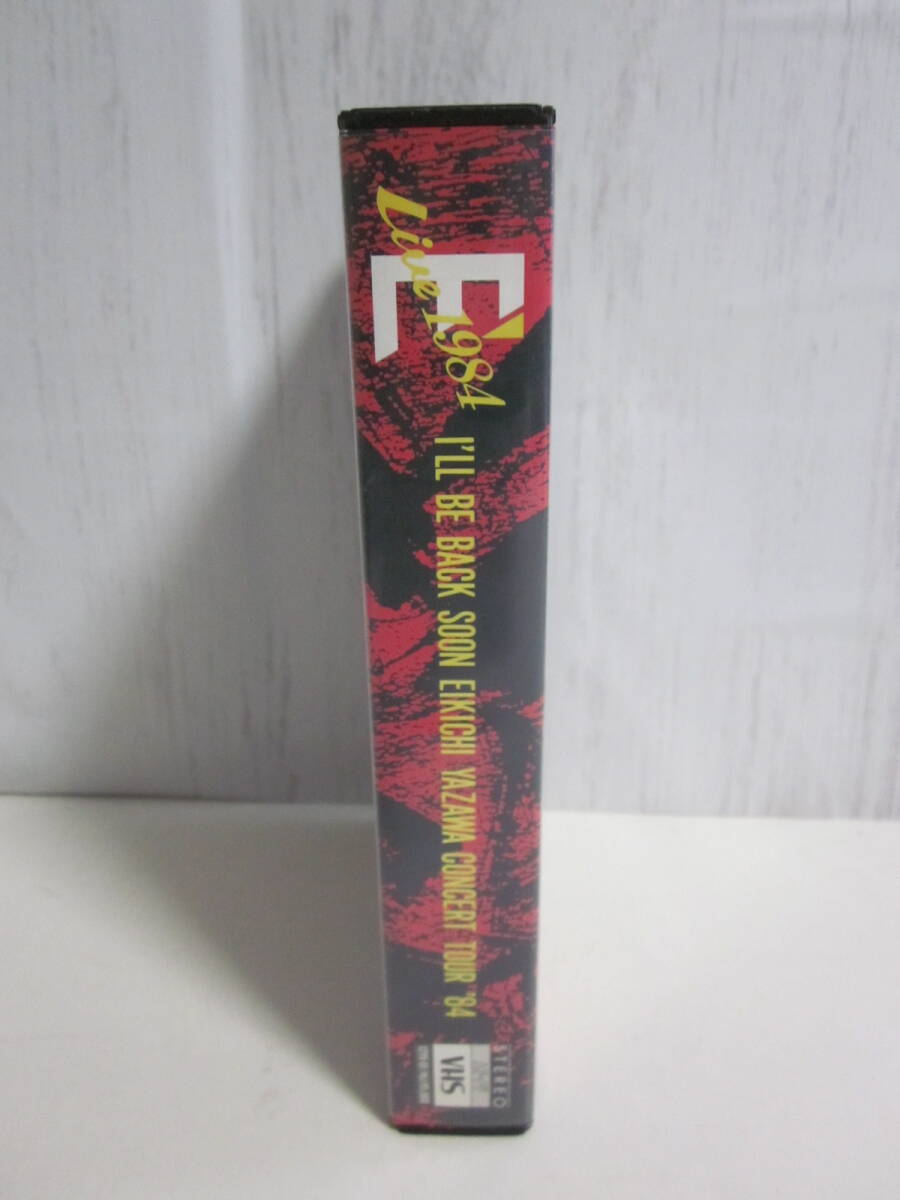 E'
Live 1984
I'LL BE BACK SOON EIKICHI YAZAWA CONCERT TOUR '84
STEREO
VHS